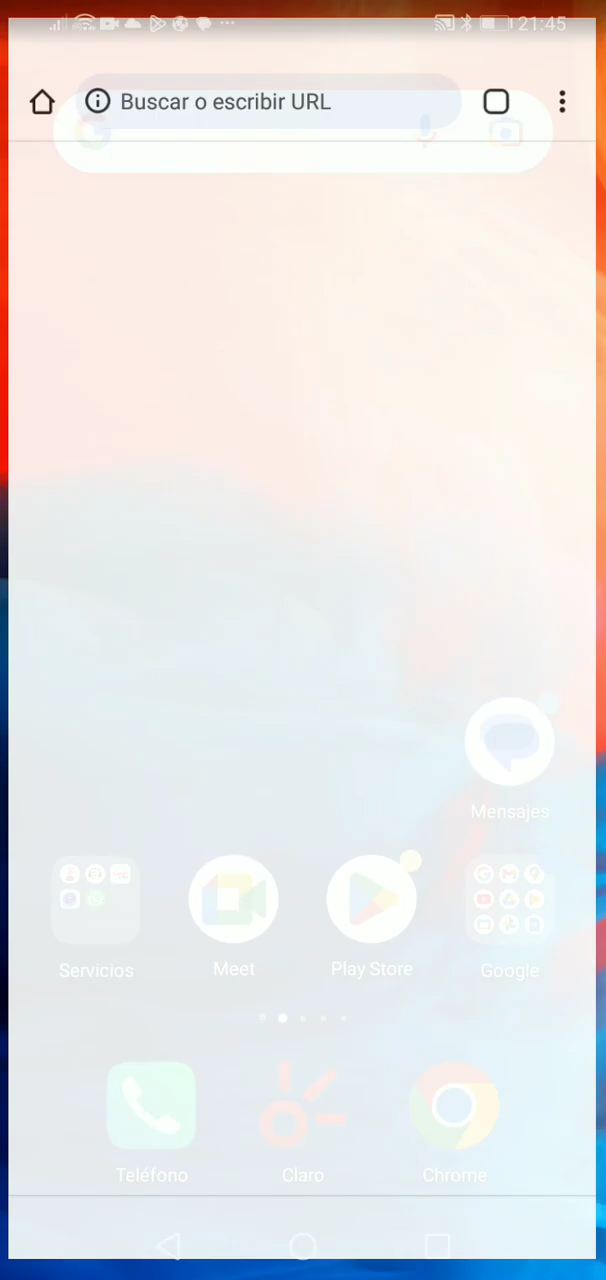 21:45
Buscar o escribir URL
Mensajes
Servicios
Meet
Play Store
Google
Teléfono
Claro
Chrome